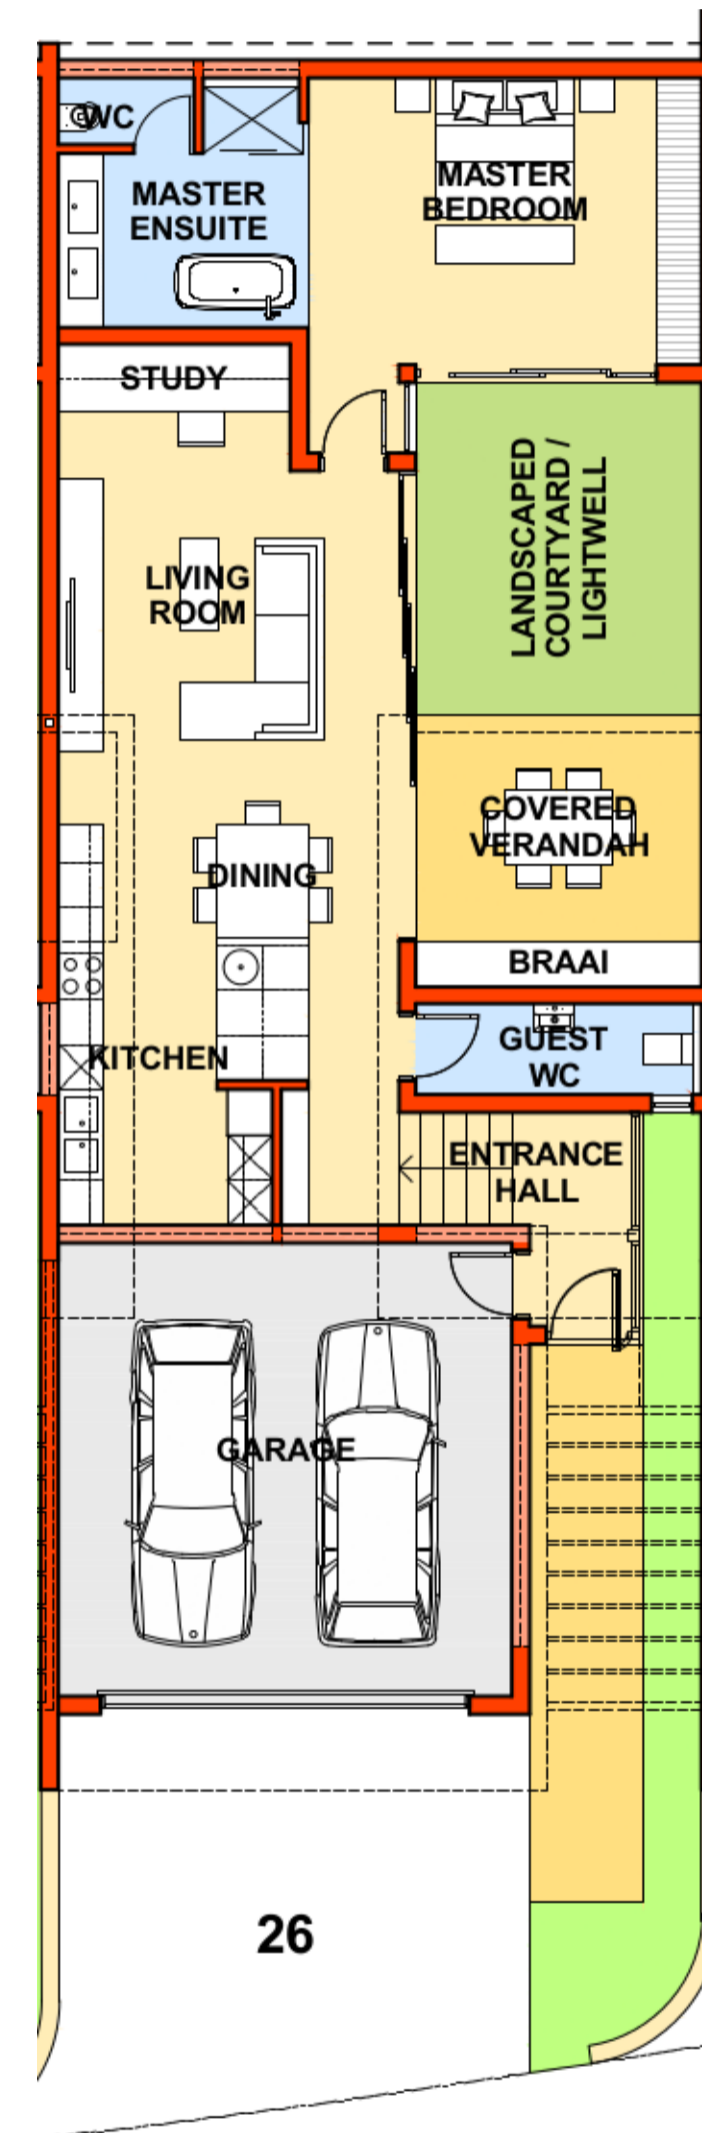 WC
MASTER
ENSUITE
MASTER
BEDROOM
STUDY
LANDSCAPED
COURTYARD /
LIGHTWELL
LIVING
ROOM
COVERED
VERANDAH
DINING
BRAAI
GUEST
WC
KITCHEN
ENTRANCE
HALL
GARAGE
26